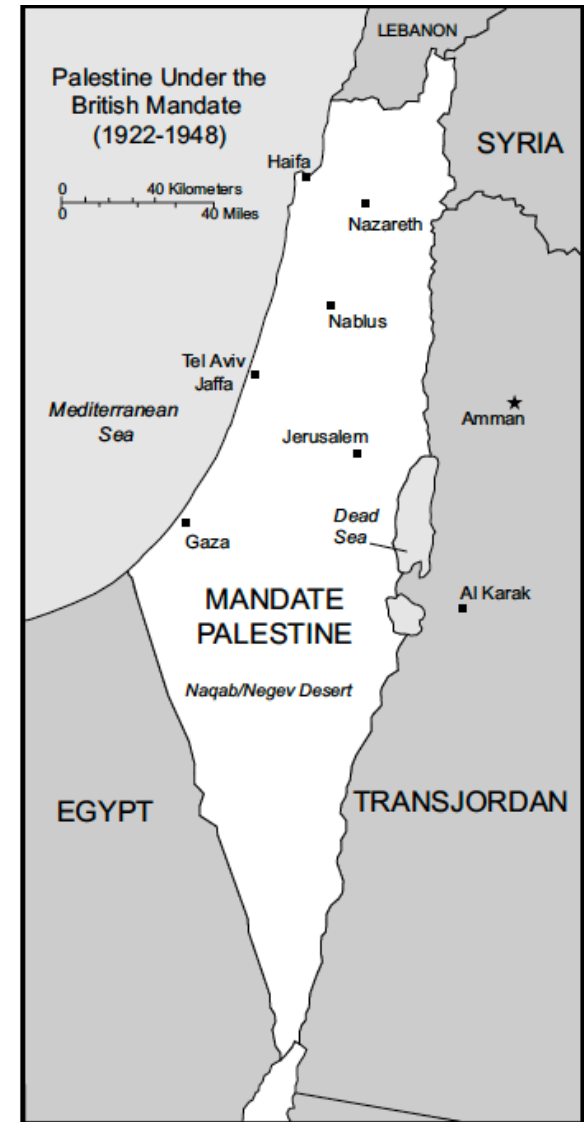 LEBANON
Palestine Under the
British Mandate
(1922-1948)
SYRIA
Haifa
0 40 Kilometers
0 40 Miles
Nazareth
Nablus
Tel Aviv
Jaffa
Mediterranean
Sea
Amman
Jerusalem
Dead
Sea
Gaza
Al Karak
MANDATE
PALESTINE
Naqab/Negev Desert
EGYPT
TRANSJORDAN